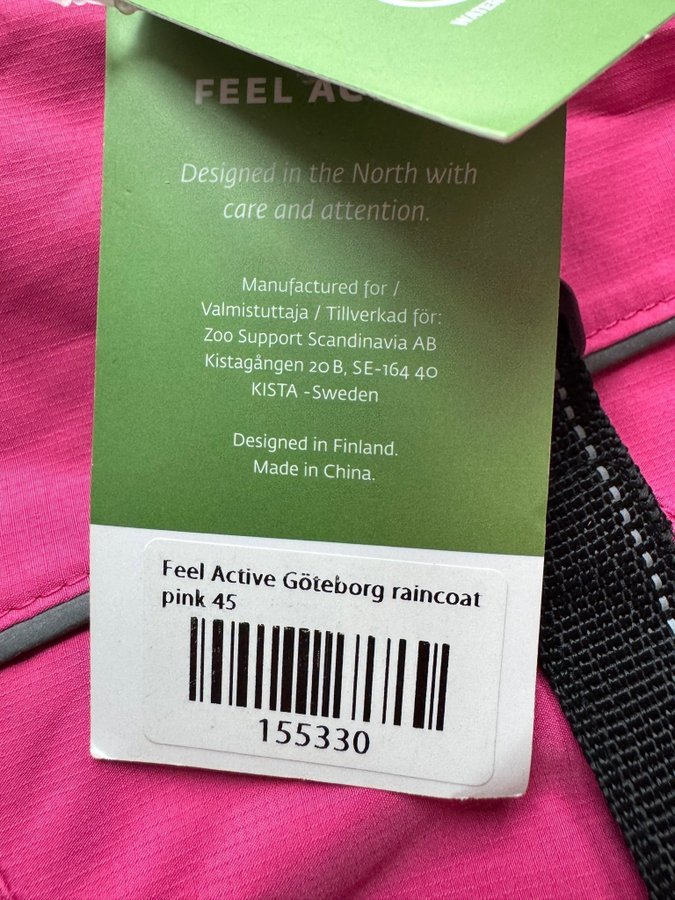 FEEL
Designed in the North with
care and attention.
Manufactured for /
Valmistuttaja / Tillverkad för:
Zoo Support Scandinavia AB
Kistagången 20 B, SE-164 40
KISTA -Sweden
Designed in Finland.
Made in China.
Feel Active Göteborg raincoat
pink 45
155330